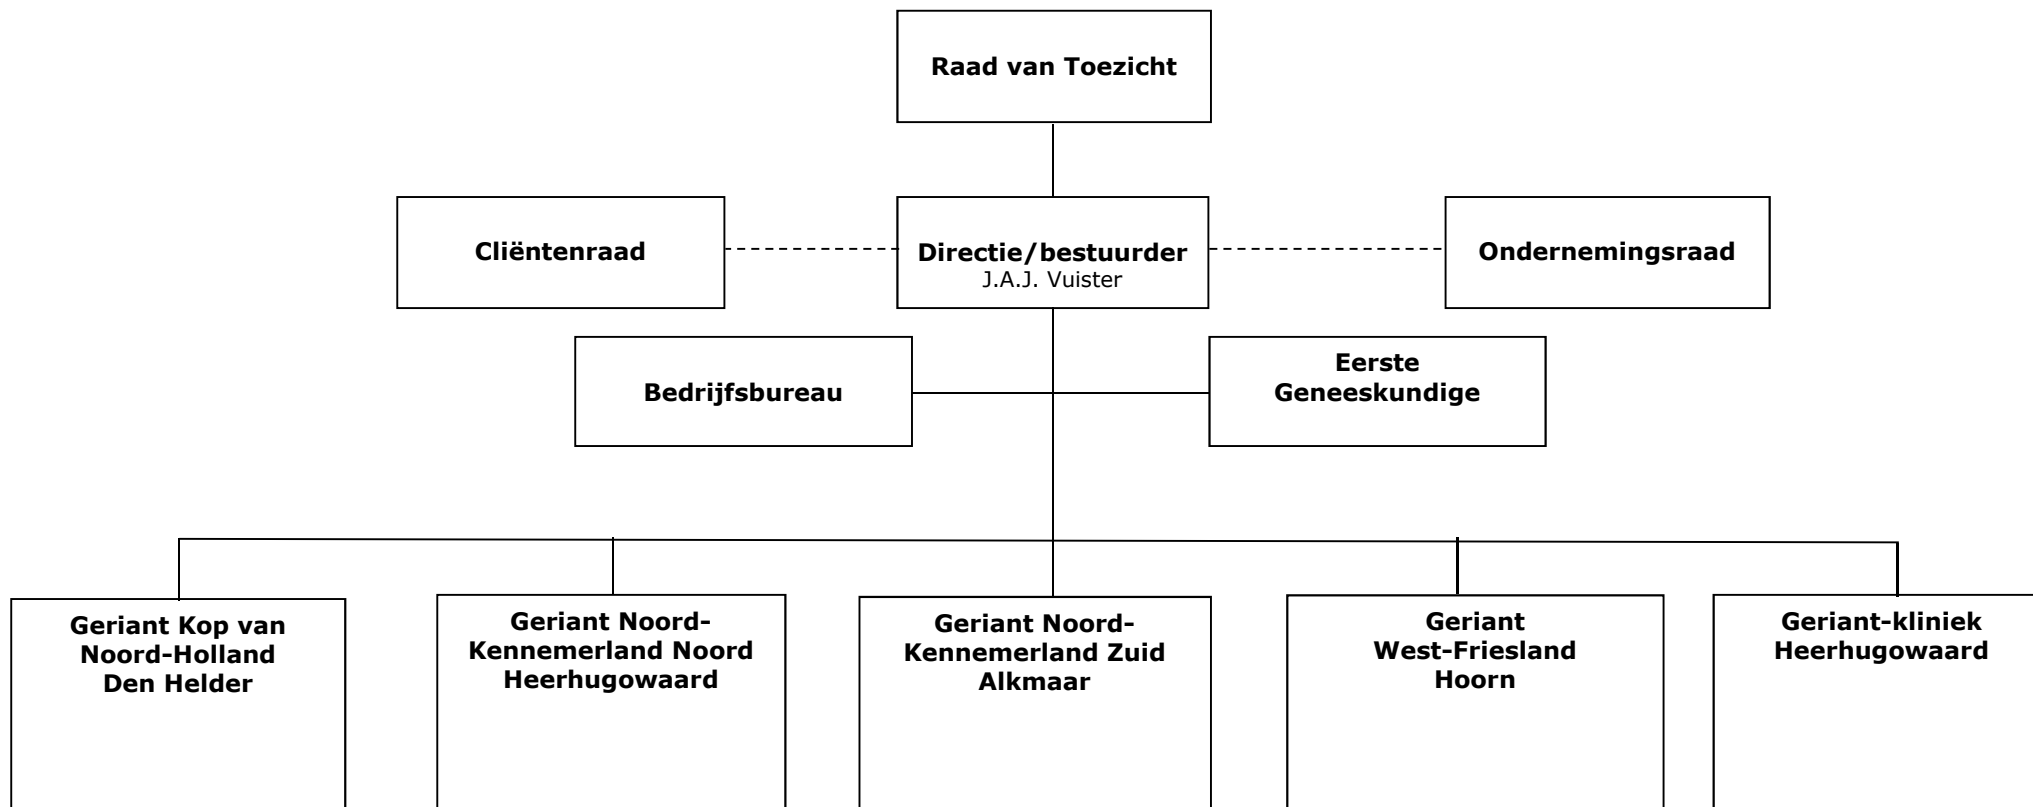 Raad van Toezicht
Cliëntenraad
Directie/bestuurder
J.A.J. Vuister
Ondernemingsraad
Bedrijfsbureau
Eerste
Geneeskundige
Geriant Kop van
Noord-Holland
Den Helder
Geriant Noord-
Kennemerland Noord
Heerhugowaard
Geriant Noord-
Kennemerland Zuid
Alkmaar
Geriant
West-Friesland
Hoorn
Geriant-kliniek
Heerhugowaard